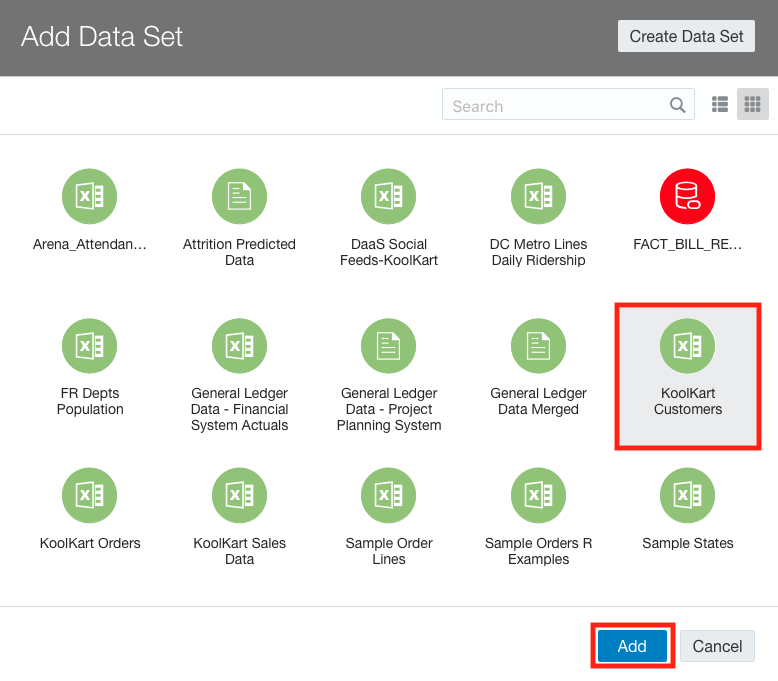 Add Data Set
Create Data Set
Search
Arena_Attendan...
Attrition Predicted
Data
DaaS Social
Feeds-KoolKart
DC Metro Lines
Daily Ridership
FACT_BILL_RE...
FR Depts
Population
General Ledger
Data - Financial
System Actuals
General Ledger
Data - Project
Planning System
General Ledger
Data Merged
KoolKart
Customers
KoolKart Orders
KoolKart Sales
Data
Sample Order
Lines
Sample Orders R
Examples
Sample States
Add
Cancel